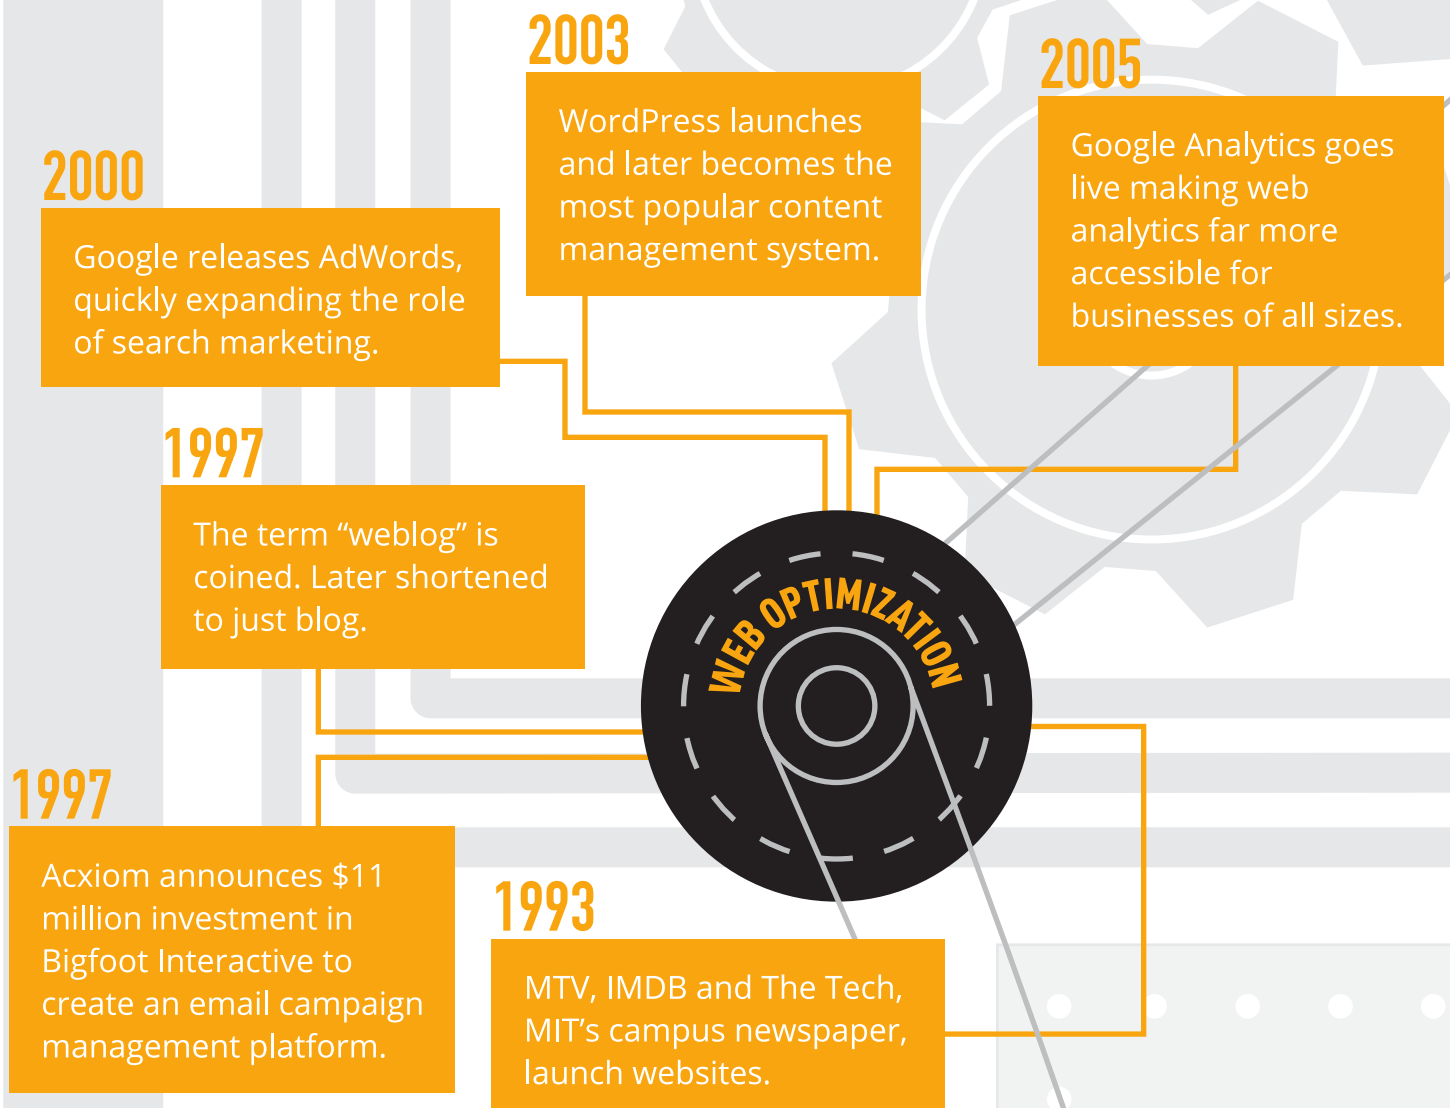 2003
WordPress launches
and later becomes the
most popular content
management system.
2005
Google Analytics goes
live making web
analytics far more
accessible for
businesses of all sizes.
2000
Google releases AdWords,
quickly expanding the role
of search marketing.
1997
The term “weblog” is
coined. Later shortened
to just blog.
WEB OPTIMIZATION
1997
Acxiom announces $11
million investment in
Bigfoot Interactive to
create an email campaign
management platform.
1993
MTV, IMDB and The Tech,
MIT’s campus newspaper,
launch websites.